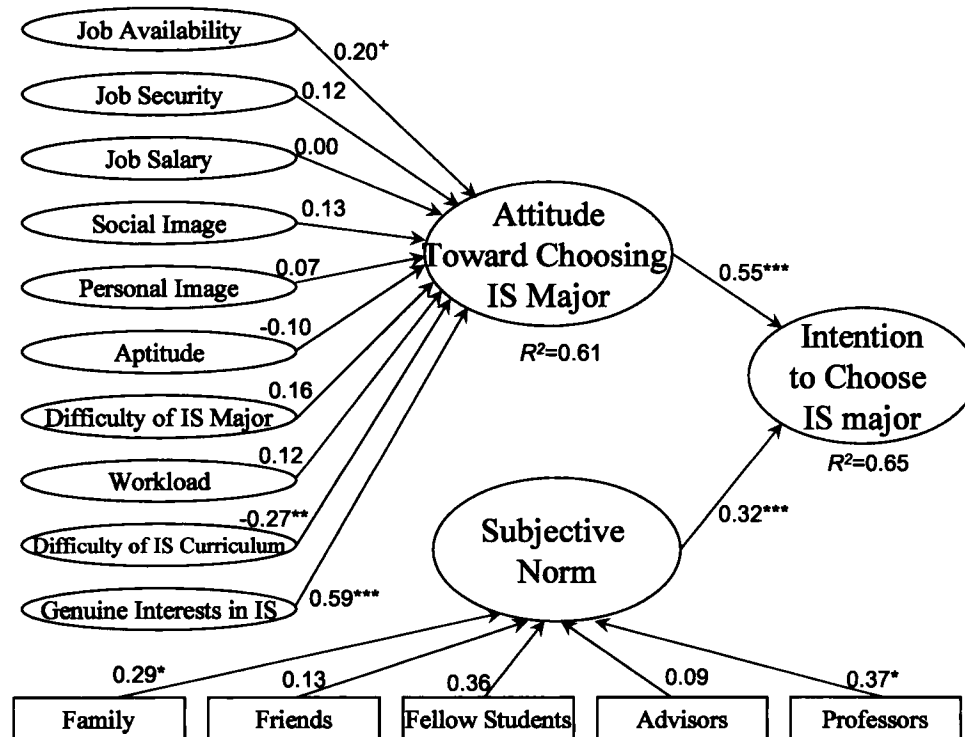 Job Availability
0.20+
Job Security
0.12
Job Salary
0.00
Social Image
0.13
Personal Image
0.07
Aptitude
-0.10
Difficulty of IS Major
0.16
Workload
0.12
Difficulty of IS Curriculum
-0.27**
Genuine Interests in IS
0.59***
Attitude
Toward Choosing
IS Major
R²=0.61
0.55***
Intention
to Choose
IS major
R²=0.65
0.32***
Subjective
Norm
0.29*
0.13
0.36
0.09
0.37*
Family
Friends
Fellow Students
Advisors
Professors